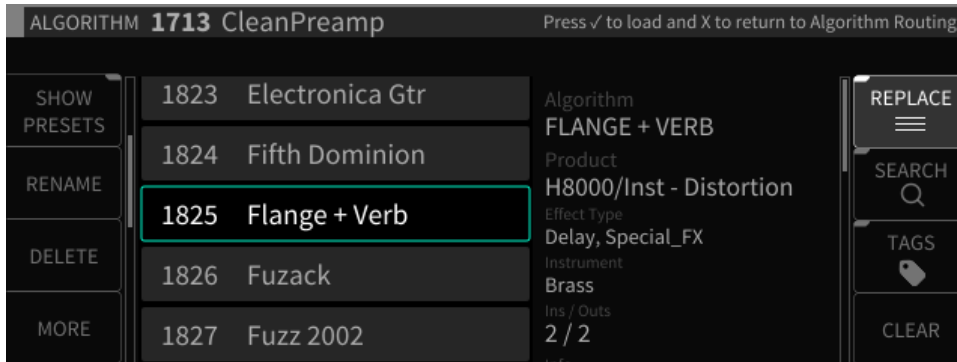 ALGORITHM 1713 CleanPreamp
Press ✓ to load and X to return to Algorithm Routing
SHOW
PRESETS
RENAME
DELETE
MORE
1823 Electronica Gtr
1824 Fifth Dominion
1825 Flange + Verb
1826 Fuzack
1827 Fuzz 2002
Algorithm
FLANGE + VERB
Product
H8000/Inst - Distortion
Effect Type
Delay, Special_FX
Instrument
Brass
Ins / Outs
2 / 2
REPLACE
SEARCH
TAGS
CLEAR